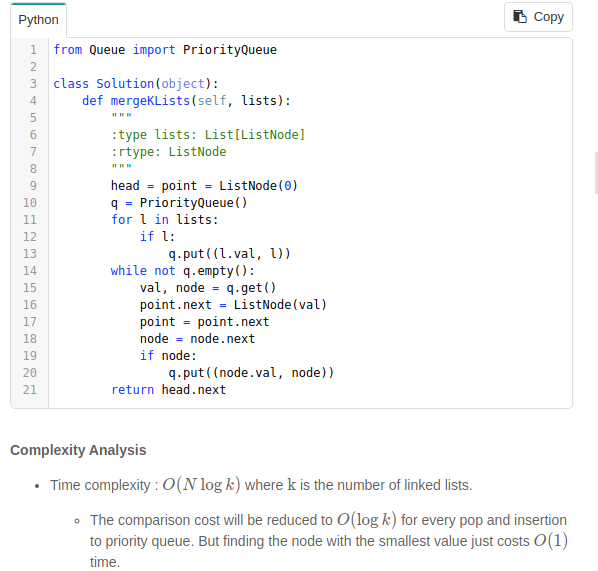 Python
Copy
1 from Queue import PriorityQueue
2
3 class Solution(object):
4     def mergeKLists(self, lists):
5         """
6         :type lists: List[ListNode]
7         :rtype: ListNode
8         """
9         head = point = ListNode(0)
10         q = PriorityQueue()
11         for l in lists:
12             if l:
13                 q.put((l.val, l))
14         while not q.empty():
15             val, node = q.get()
16             point.next = ListNode(val)
17             point = point.next
18             node = node.next
19             if node:
20                 q.put((node.val, node))
21         return head.next
Complexity Analysis
• Time complexity : O(N log k) where k is the number of linked lists.
◦ The comparison cost will be reduced to O(log k) for every pop and insertion
to priority queue. But finding the node with the smallest value just costs O(1)
time.